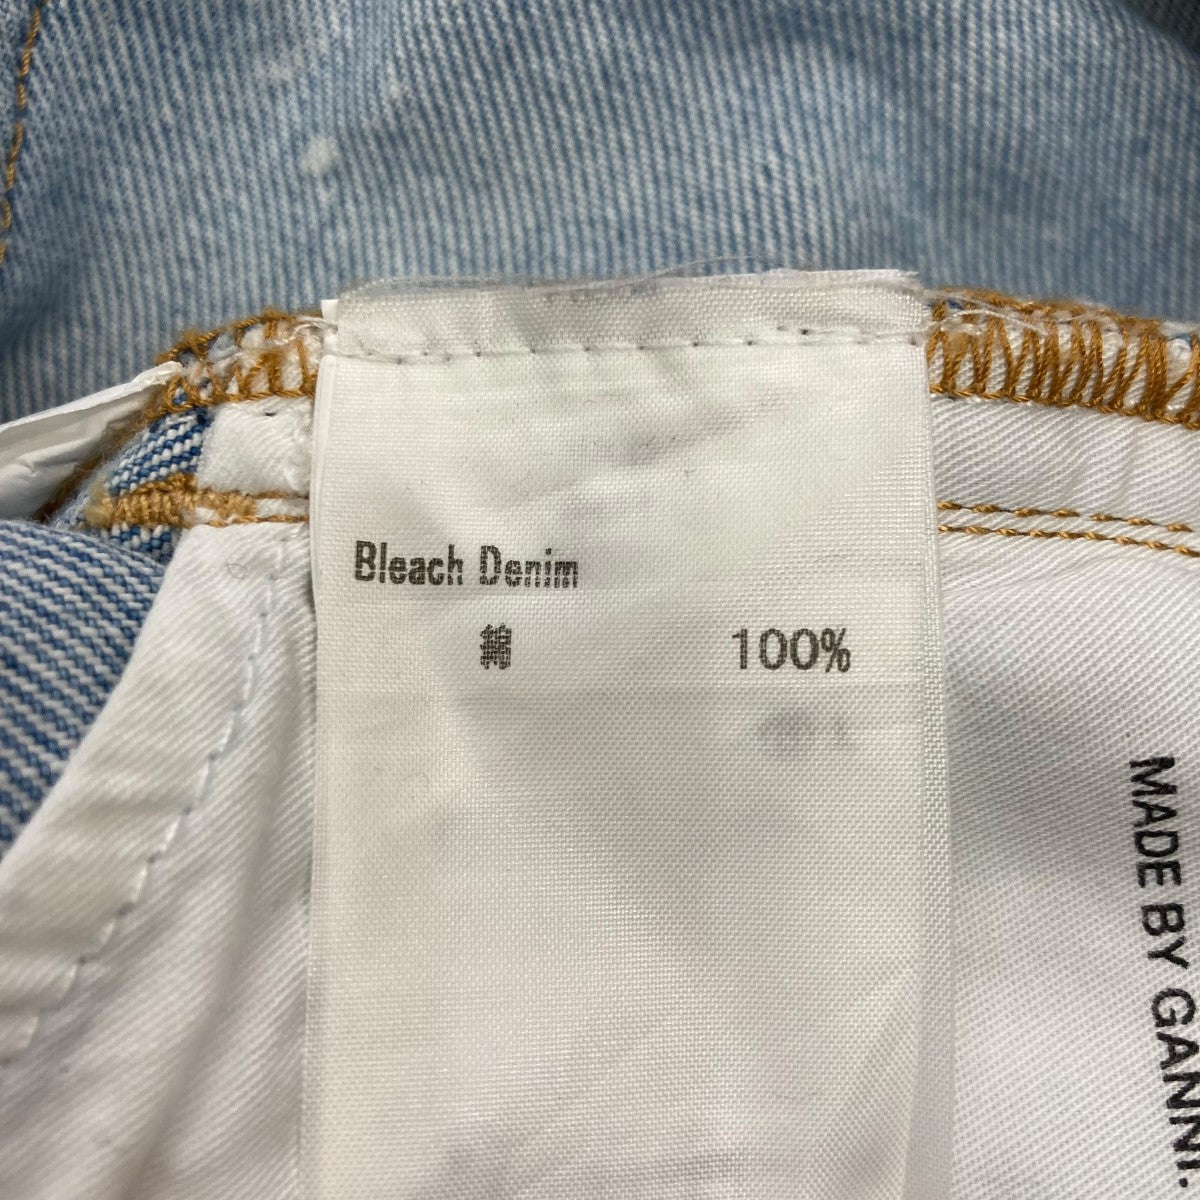 Bleach Denim
綿 100%
MADE BY GANNI.